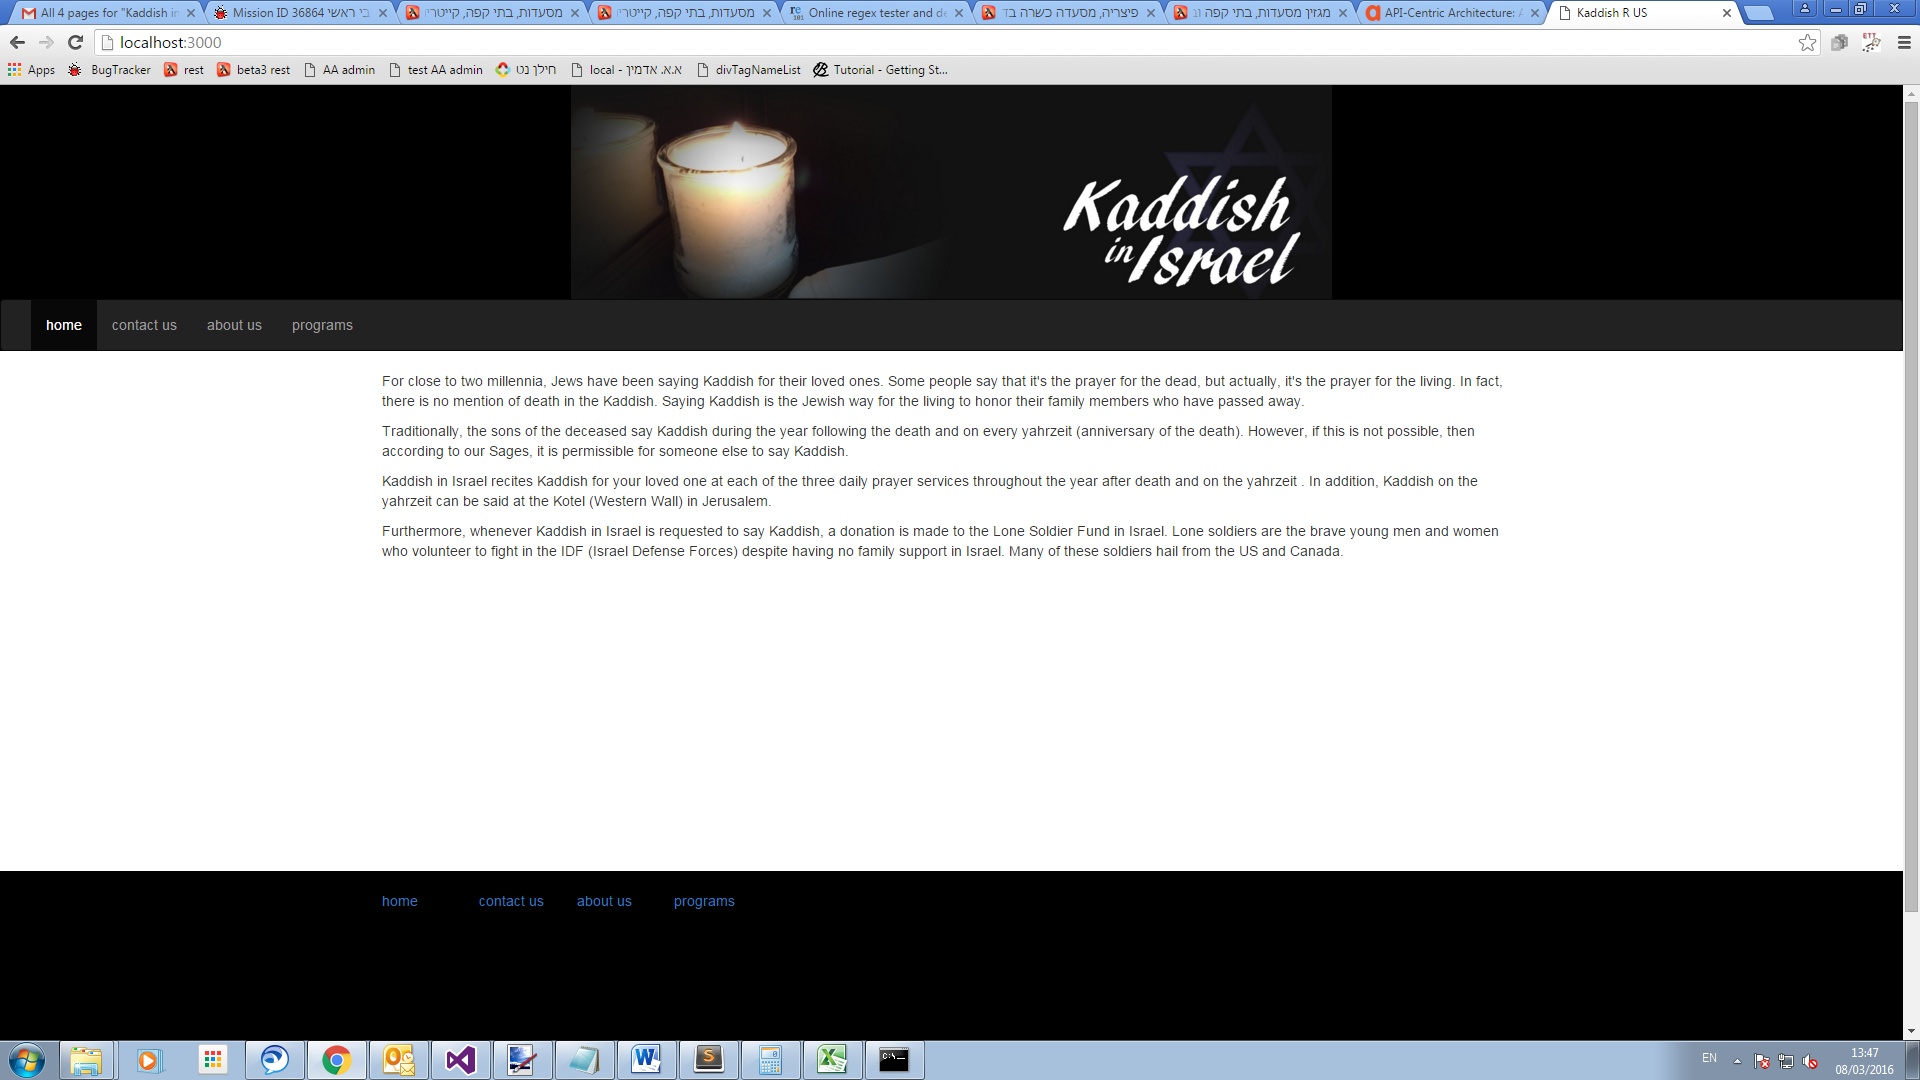 All 4 pages for "Kaddish in
Mission ID 36864 בי ראשי
מסעדות, בתי קפה, קייטרי
מסעדות, בתי קפה, קייטרי
Online regex tester and de
פיצריה, מסעדה כשרה בד
מגזין מסעדות, בתי קפה ונ
API-Centric Architecture: A
Kaddish R US
localhost:3000
Apps
BugTracker
rest
beta3 rest
AA admin
test AA admin
חילן נט
local - א.א. אדמין
divTagNameList
Tutorial - Getting St...
Kaddish
in Israel
home contact us about us programs
For close to two millennia, Jews have been saying Kaddish for their loved ones. Some people say that it's the prayer for the dead, but actually, it's the prayer for the living. In fact,
there is no mention of death in the Kaddish. Saying Kaddish is the Jewish way for the living to honor their family members who have passed away.
Traditionally, the sons of the deceased say Kaddish during the year following the death and on every yahrzeit (anniversary of the death). However, if this is not possible, then
according to our Sages, it is permissible for someone else to say Kaddish.
Kaddish in Israel recites Kaddish for your loved one at each of the three daily prayer services throughout the year after death and on the yahrzeit . In addition, Kaddish on the
yahrzeit can be said at the Kotel (Western Wall) in Jerusalem.
Furthermore, whenever Kaddish in Israel is requested to say Kaddish, a donation is made to the Lone Soldier Fund in Israel. Lone soldiers are the brave young men and women
who volunteer to fight in the IDF (Israel Defense Forces) despite having no family support in Israel. Many of these soldiers hail from the US and Canada.
home contact us about us programs
EN
13:47
08/03/2016